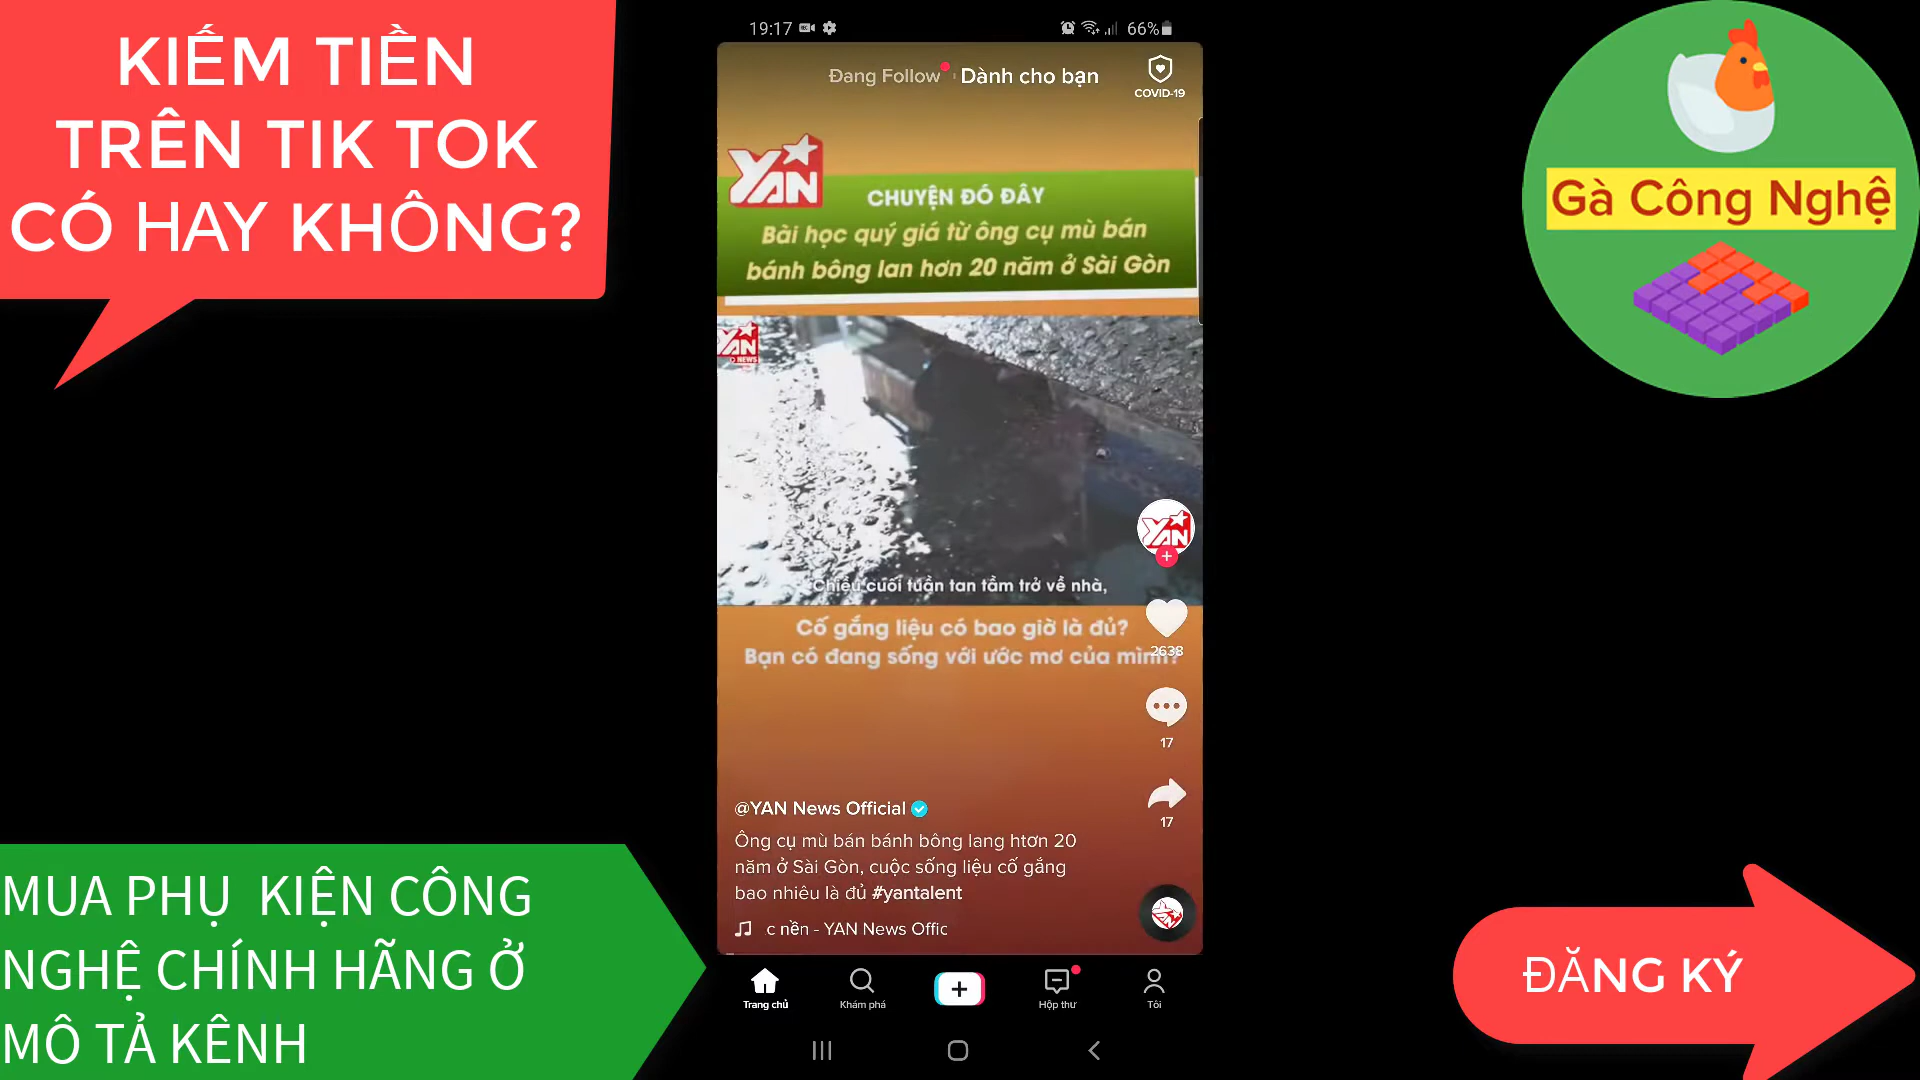 KIẾM TIỀN
TRÊN TIK TOK
CÓ HAY KHÔNG?
19:17
66%
Đang Follow
Dành cho bạn
COVID-19
YAN
CHUYỆN ĐÓ ĐÂY
Bài học quý giá từ ông cụ mù bán
bánh bông lan hơn 20 năm ở Sài Gòn
YAN
NEWS
Chiều cuối tuần tan tầm trở về nhà,
Cố gắng liệu có bao giờ là đủ?
Bạn có đang sống với ước mơ của mình?
YAN
2638
17
17
@YAN News Official
Ông cụ mù bán bánh bông lang htơn 20
năm ở Sài Gòn, cuộc sống liệu cố gắng
bao nhiêu là đủ #yantalent
c nền - YAN News Offic
Trang chủ
Khám phá
Hộp thư
Tôi
Gà Công Nghệ
MUA PHỤ KIỆN CÔNG
NGHỆ CHÍNH HÃNG Ở
MÔ TẢ KÊNH
ĐĂNG KÝ